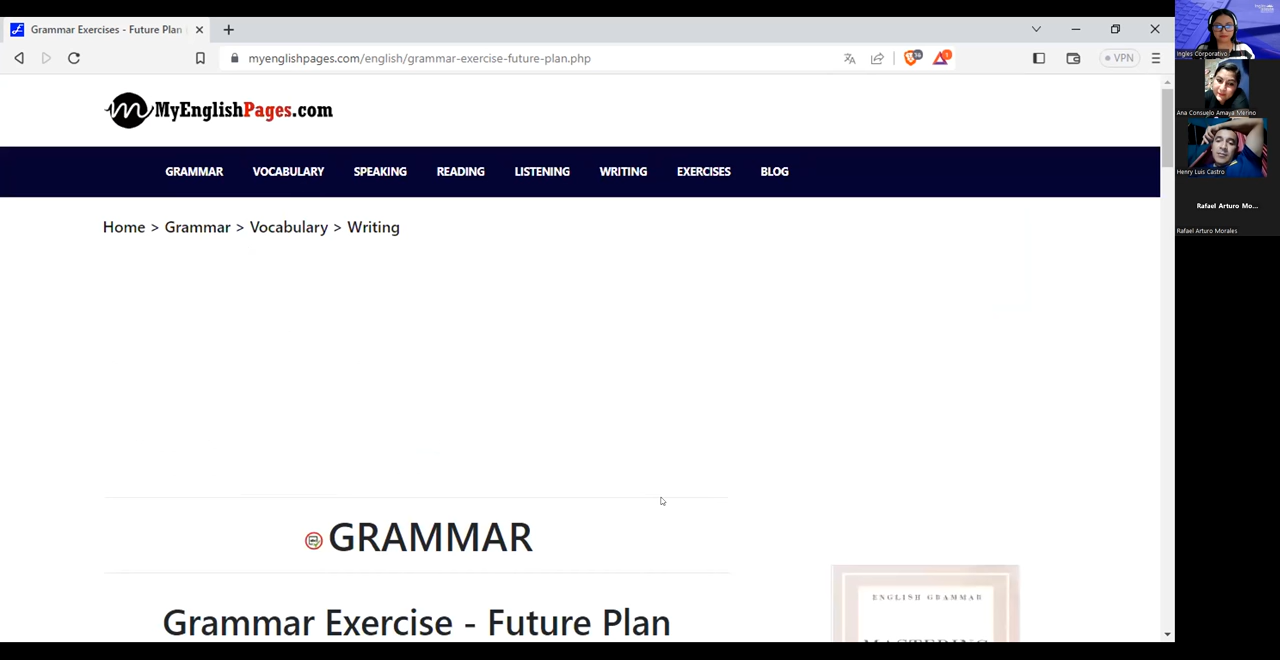 Grammar Exercises - Future Plan
myenglishpages.com/english/grammar-exercise-future-plan.php
VPN
MyEnglishPages.com
GRAMMAR VOCABULARY SPEAKING READING LISTENING WRITING EXERCISES BLOG
Home > Grammar > Vocabulary > Writing
GRAMMAR
Grammar Exercise - Future Plan
ENGLISH GRAMMAR
MASTERING
Ingles Corporativo
Ana Consuelo Amaya Merino
Henry Luis Castro
Rafael Arturo Mo...
Rafael Arturo Morales